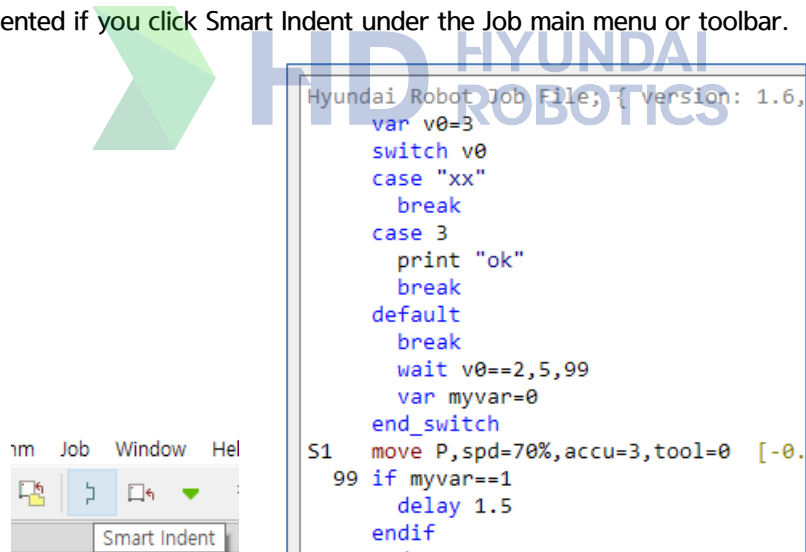 ented if you click Smart Indent under the Job main menu or toolbar.
HD HYUNDAI
ROBOTICS
Hyundai Robot Job File; { version: 1.6,
var v0=3
switch v0
case "xx"
break
case 3
print "ok"
break
default
break
wait v0==2,5,99
var myvar=0
end_switch
S1 move P,spd=70%,accu=3,tool=0 [-0.
99 if myvar==1
delay 1.5
endif
Job Window Hel
Smart Indent